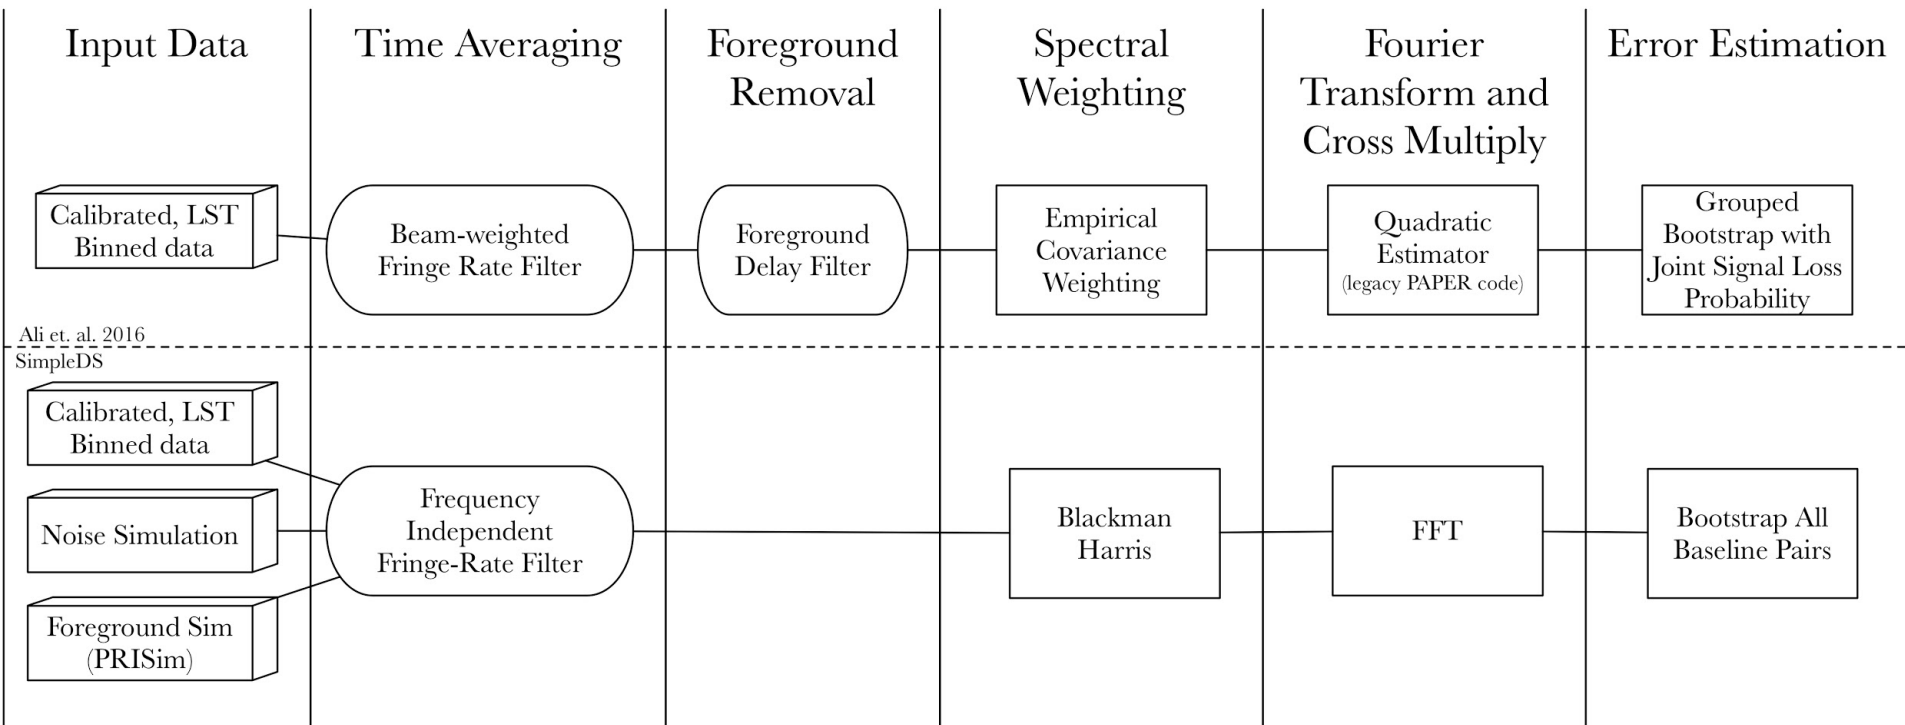 Input Data
Time Averaging
Foreground
Removal
Spectral
Weighting
Fourier
Transform and
Cross Multiply
Error Estimation
Calibrated, LST
Binned data
Beam-weighted
Fringe Rate Filter
Foreground
Delay Filter
Empirical
Covariance
Weighting
Quadratic
Estimator
(legacy PAPER code)
Grouped
Bootstrap with
Joint Signal Loss
Probability
Ali et. al. 2016
SimpleDS
Calibrated, LST
Binned data
Noise Simulation
Foreground Sim
(PRISim)
Frequency
Independent
Fringe-Rate Filter
Blackman
Harris
FFT
Bootstrap All
Baseline Pairs